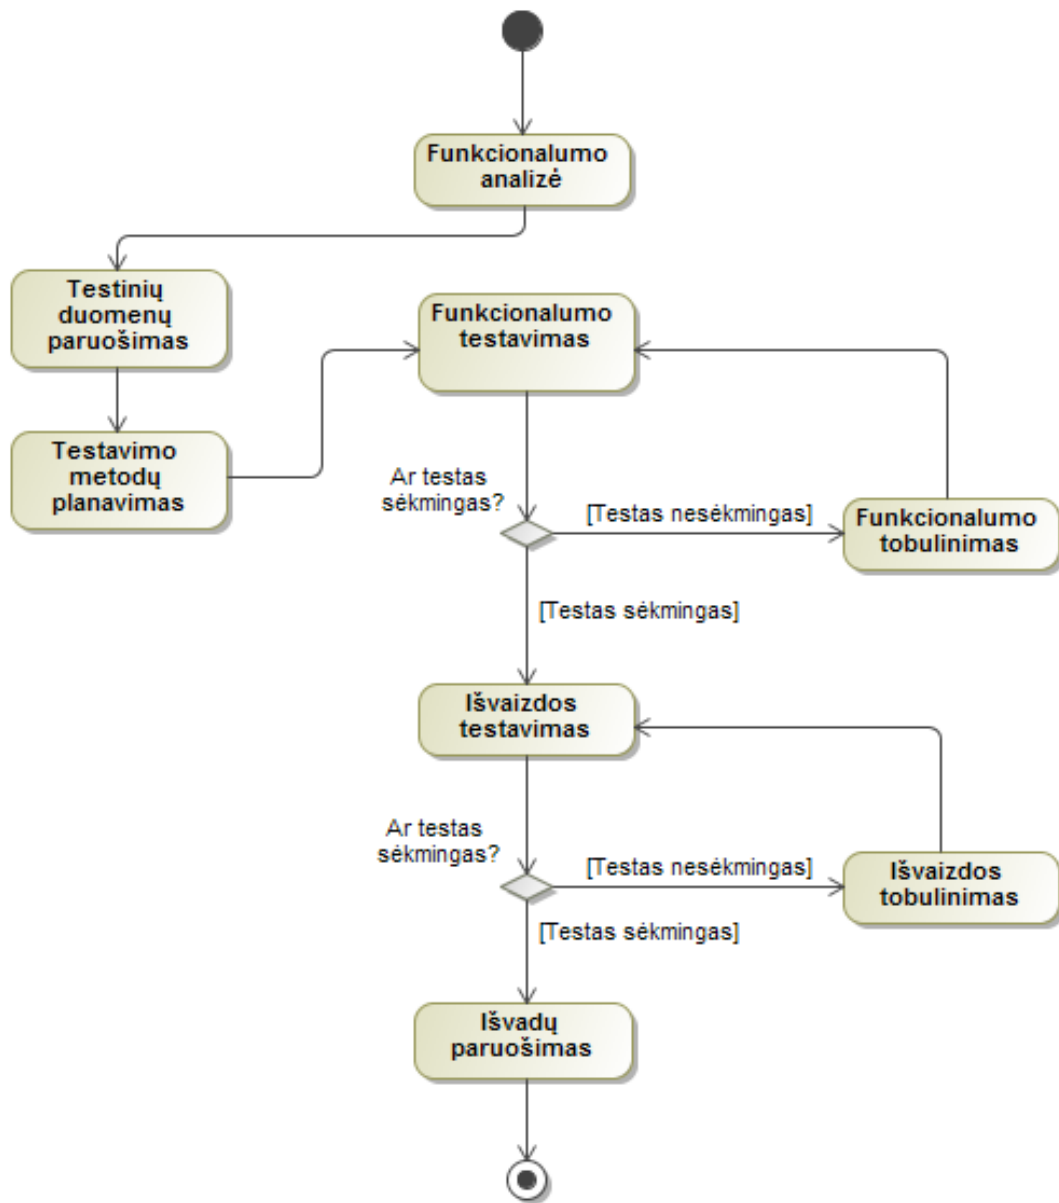 Funkcionalumo
analizė
Testinių
duomenų
paruošimas
Funkcionalumo
testavimas
Testavimo
metodų
planavimas
Ar testas
sėkmingas?
[Testas nesėkmingas]
Funkcionalumo
tobulinimas
[Testas sėkmingas]
Išvaizdos
testavimas
Ar testas
sėkmingas?
[Testas nesėkmingas]
Išvaizdos
tobulinimas
[Testas sėkmingas]
Išvadų
paruošimas